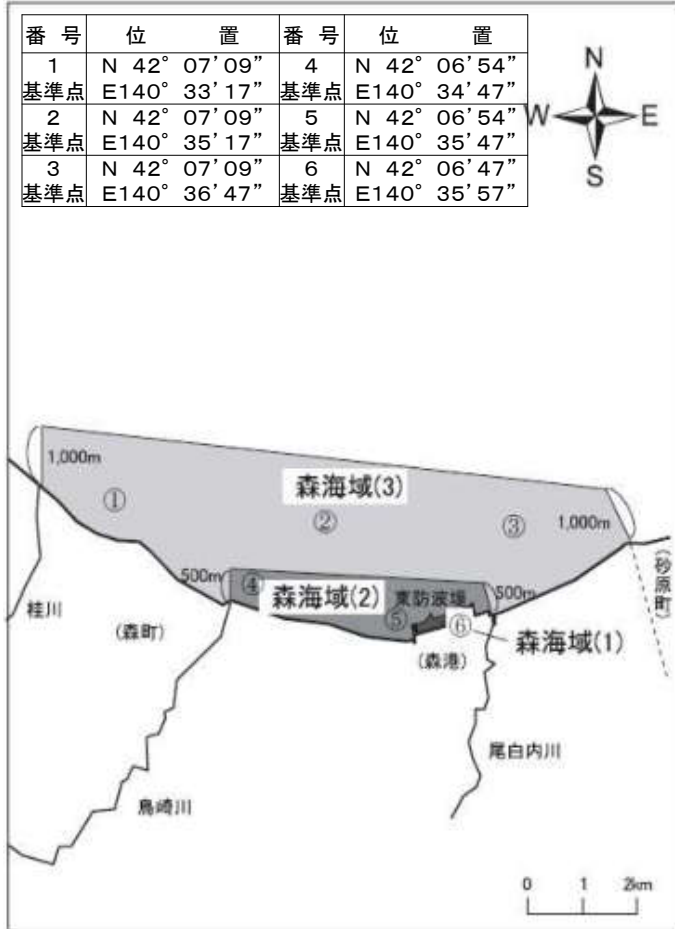 番 号 位 置 番 号 位 置
1 N 42° 07’09” 4 N 42° 06’54”
基準点 E140° 33’17” 基準点 E140° 34’47”
2 N 42° 07’09” 5 N 42° 06’54”
基準点 E140° 35’17” 基準点 E140° 35’47”
3 N 42° 07’09” 6 N 42° 06’47”
基準点 E140° 36’47” 基準点 E140° 35’57”
N
W E
S
1,000m
森海域(3)
①
②
③
1,000m
500m
④
森海域(2)
東防波堤
500m
⑤
⑥
森海域(1)
(砂原町)
桂川
(森町)
(森港)
尾白内川
鳥崎川
0 1 2km